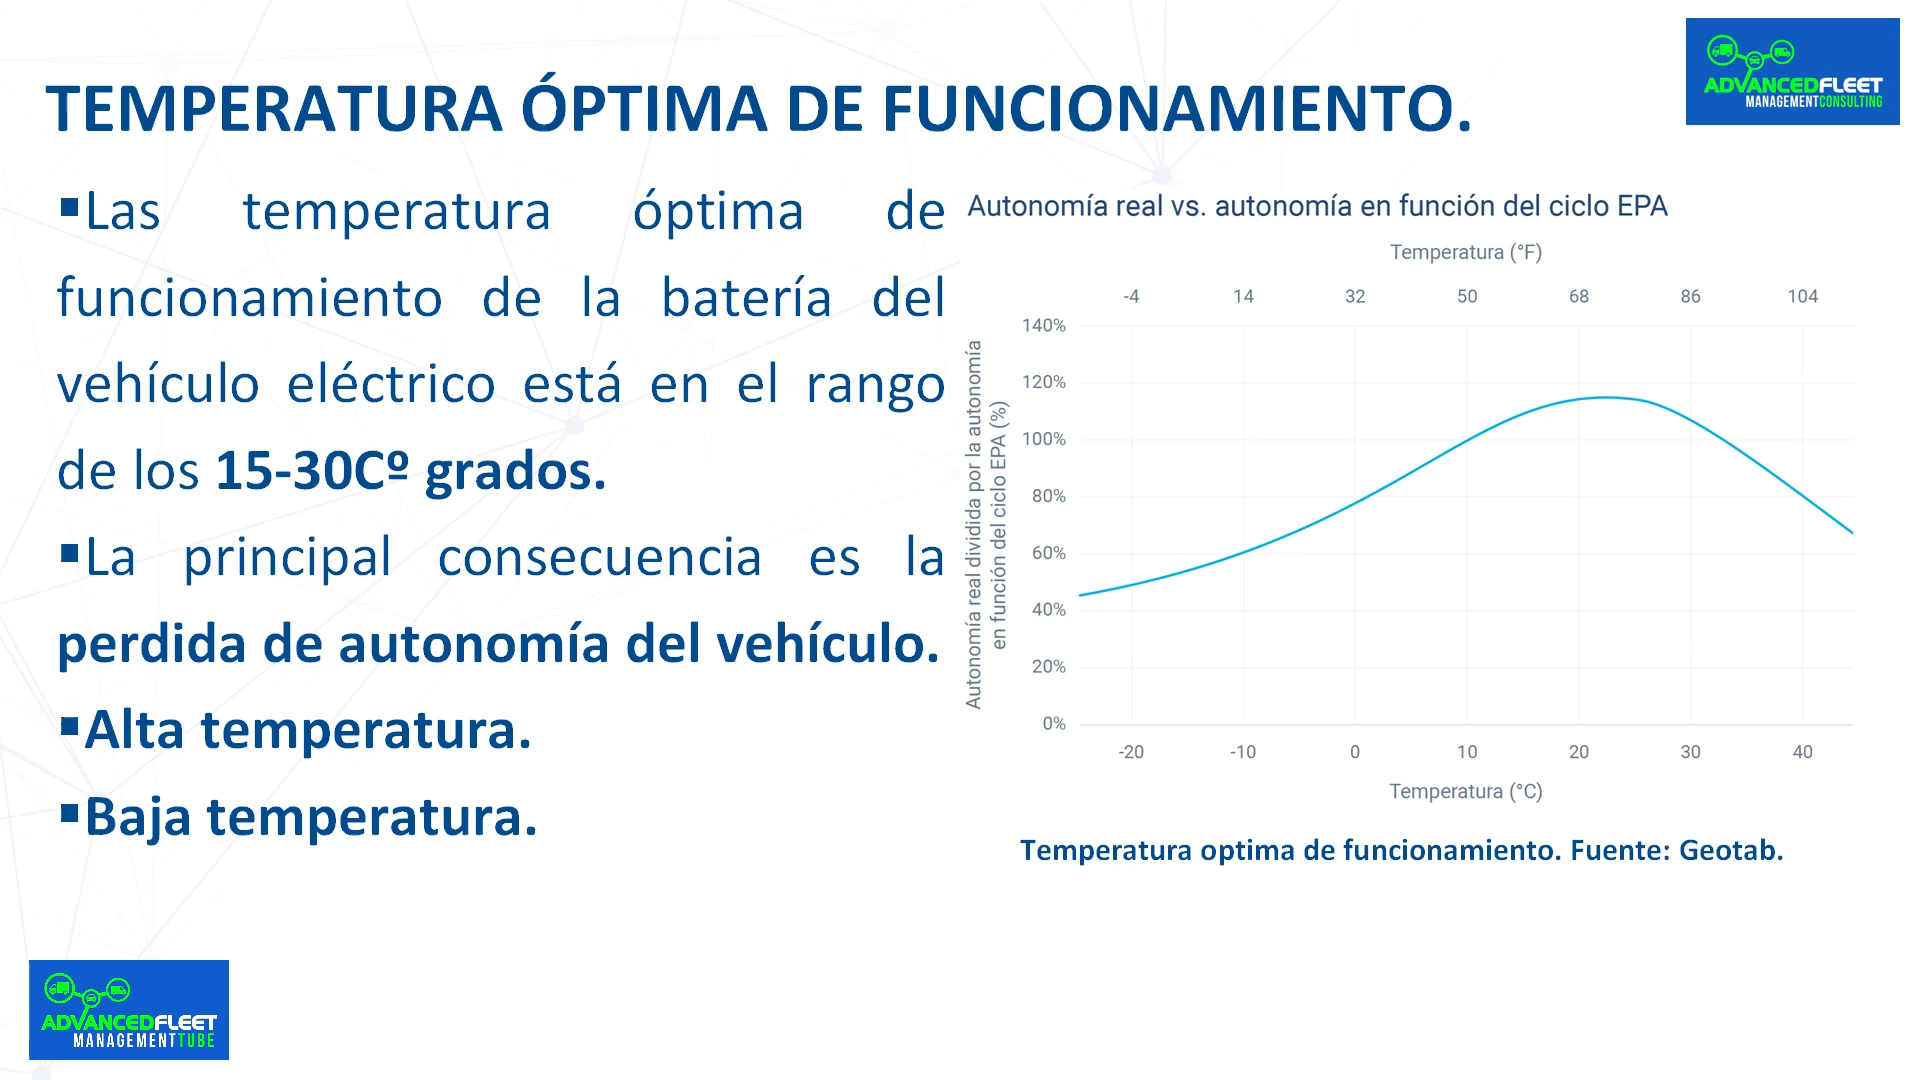 TEMPERATURA ÓPTIMA DE FUNCIONAMIENTO.
ADVANCEDFLEET
MANAGEMENTCONSULTING
▪Las temperatura óptima de
funcionamiento de la batería del
vehículo eléctrico está en el rango
de los 15-30Cº grados.
▪La principal consecuencia es la
perdida de autonomía del vehículo.
▪Alta temperatura.
▪Baja temperatura.
Autonomía real vs. autonomía en función del ciclo EPA
Temperatura (°F)
-4 14 32 50 68 86 104
Autonomía real dividida por la autonomía
en función del ciclo EPA (%)
140%
120%
100%
80%
60%
40%
20%
0%
-20 -10 0 10 20 30 40
Temperatura (°C)
Temperatura optima de funcionamiento. Fuente: Geotab.
ADVANCEDFLEET
MANAGEMENTTUBE